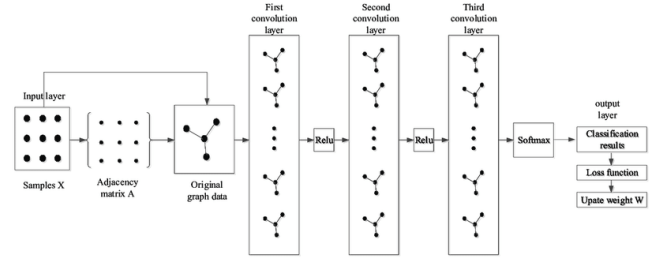 First
convolution
layer
Second
convolution
layer
Third
convolution
layer
Input layer
Samples X
Adjacency
matrix A
Original
graph data
Relu
Relu
Softmax
output
layer
Classification
results
Loss function
Upate weight W